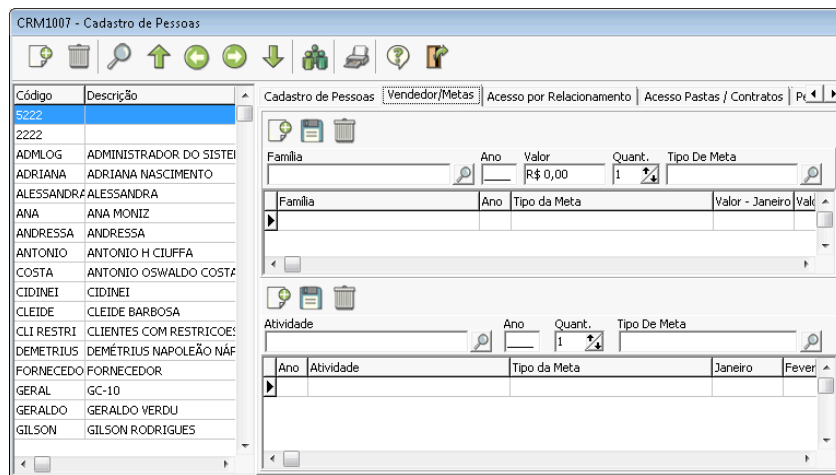 CRM1007 - Cadastro de Pessoas
Código Descrição
5222
2222
ADMLOG ADMINISTRADOR DO SISTE
ADRIANA ADRIANA NASCIMENTO
ALESSANDRA ALESSANDRA
ANA ANA MONIZ
ANDRESSA ANDRESSA
ANTONIO ANTONIO H CIUFFA
COSTA ANTONIO OSWALDO COSTA
CIDINEI CIDINEI
CLEIDE CLEIDE BARBOSA
CLI RESTRI CLIENTES COM RESTRICOES
DEMETRIUS DEMÉTRIUS NAPOLEÃO NÁP
FORNECEDO FORNECEDOR
GERAL GC-10
GERALDO GERALDO VERDU
GILSON GILSON RODRIGUES
Cadastro de Pessoas Vendedor/Metas Acesso por Relacionamento Acesso Pastas / Contratos
Família Ano Valor Quant. Tipo De Meta
R$ 0,00 1
Família Ano Tipo da Meta Valor - Janeiro Val
Atividade Ano Quant. Tipo De Meta
1
Ano Atividade Tipo da Meta Janeiro Fever